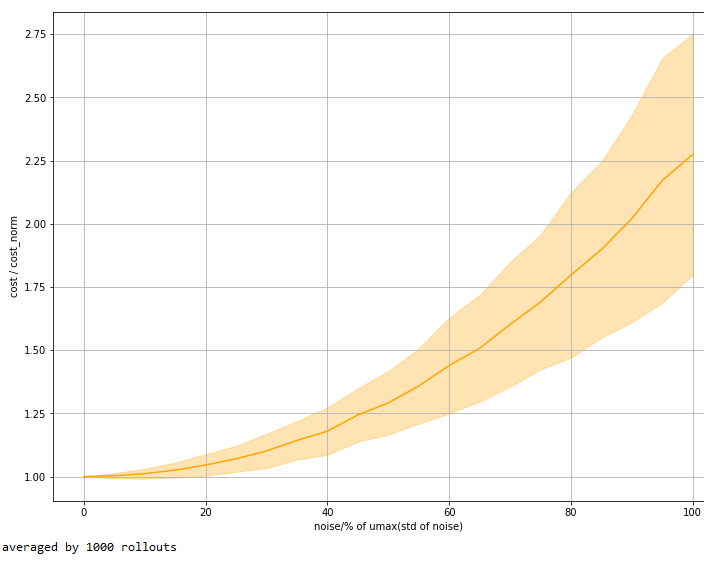 2.75
2.50
2.25
2.00
1.75
1.50
1.25
1.00
cost / cost_norm
0 20 40 60 80 100
noise/% of umax(std of noise)
averaged by 1000 rollouts